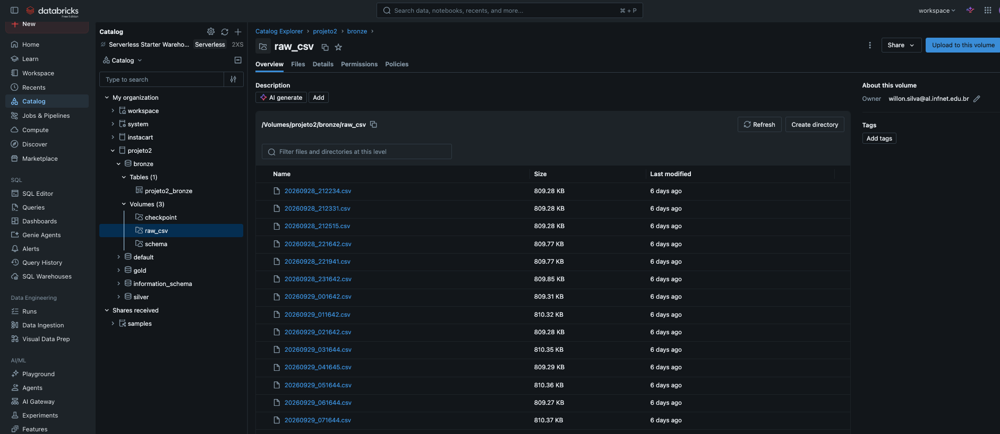 databricks
Free Edition
Search data, notebooks, recents, and more...
⌘ + P
workspace
New
Home
Learn
Workspace
Recents
Catalog
Jobs & Pipelines
Compute
Discover
Marketplace
SQL
SQL Editor
Queries
Dashboards
Genie Agents
Alerts
Query History
SQL Warehouses
Data Engineering
Runs
Data Ingestion
Visual Data Prep
AI/ML
Playground
Agents
AI Gateway
Experiments
Features
Catalog
Serverless Starter Wareho... Serverless 2XS
Catalog
Type to search
My organization
workspace
system
instacart
projeto2
bronze
Tables (1)
projeto2_bronze
Volumes (3)
checkpoint
raw_csv
schema
default
gold
information_schema
silver
Shares received
samples
Catalog Explorer › projeto2 › bronze ›
raw_csv
Share
Upload to this volume
Overview Files Details Permissions Policies
Description
AI generate Add
/Volumes/projeto2/bronze/raw_csv
Refresh Create directory
Filter files and directories at this level
Name Size Last modified
20260928_212234.csv 809.28 KB 6 days ago
20260928_212331.csv 809.28 KB 6 days ago
20260928_212515.csv 809.28 KB 6 days ago
20260928_221642.csv 809.77 KB 6 days ago
20260928_221941.csv 809.77 KB 6 days ago
20260928_231642.csv 809.85 KB 6 days ago
20260929_001642.csv 809.31 KB 6 days ago
20260929_011642.csv 810.32 KB 6 days ago
20260929_021642.csv 809.28 KB 6 days ago
20260929_031644.csv 810.35 KB 6 days ago
20260929_041645.csv 809.29 KB 6 days ago
20260929_051644.csv 810.36 KB 6 days ago
20260929_061644.csv 809.27 KB 6 days ago
20260929_071644.csv 810.37 KB 6 days ago
About this volume
Owner willon.silva@al.infnet.edu.br
Tags
Add tags